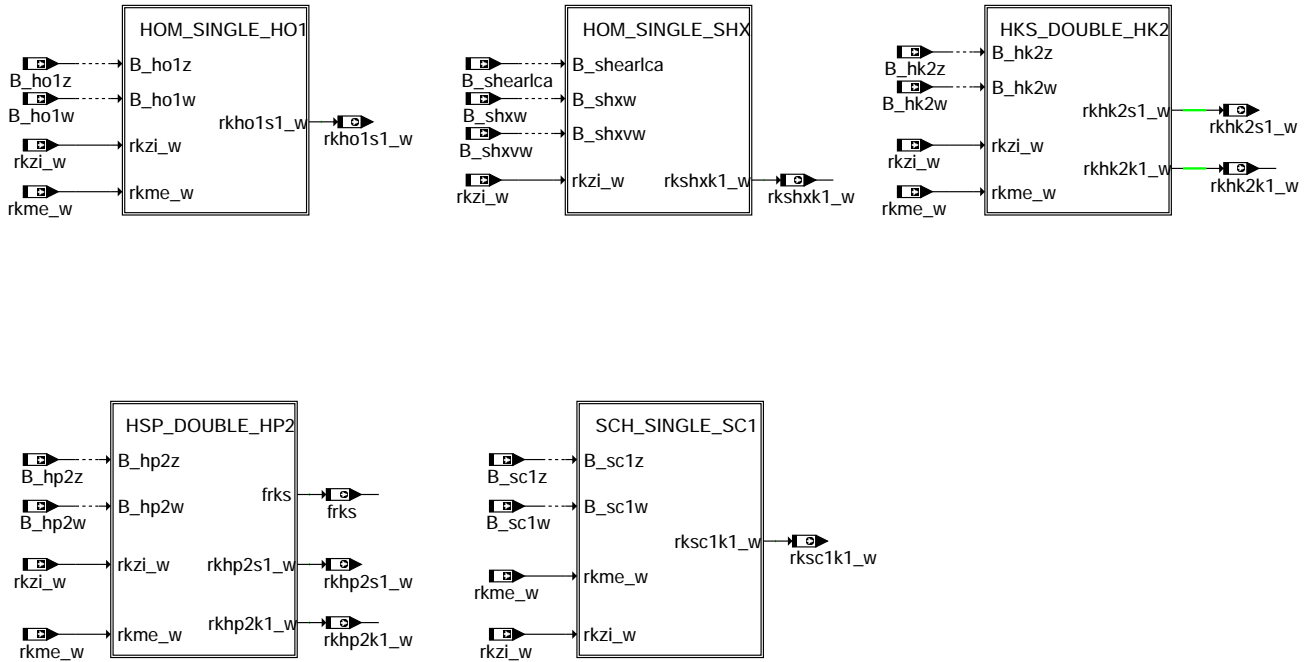 HOM_SINGLE_HO1
B_ho1z
B_ho1z
B_ho1w
B_ho1w
rkho1s1_w
rkho1s1_w
rkzi_w
rkzi_w
rkme_w
rkme_w
HOM_SINGLE_SHX
B_shearlca
B_shearlca
B_shxw
B_shxw
B_shxvw
B_shxvw
rkzi_w
rkshxk1_w
rkzi_w
rkshxk1_w
HKS_DOUBLE_HK2
B_hk2z
B_hk2z
B_hk2w
B_hk2w
rkhk2s1_w
rkhk2s1_w
rkzi_w
rkzi_w
rkhk2k1_w
rkhk2k1_w
rkme_w
rkme_w
HSP_DOUBLE_HP2
B_hp2z
B_hp2z
frks
frks
B_hp2w
B_hp2w
rkzi_w
rkhp2s1_w
rkzi_w
rkhp2s1_w
rkhp2k1_w
rkme_w
rkme_w
rkhp2k1_w
SCH_SINGLE_SC1
B_sc1z
B_sc1z
B_sc1w
B_sc1w
rksc1k1_w
rksc1k1_w
rkme_w
rkme_w
rkzi_w
rkzi_w